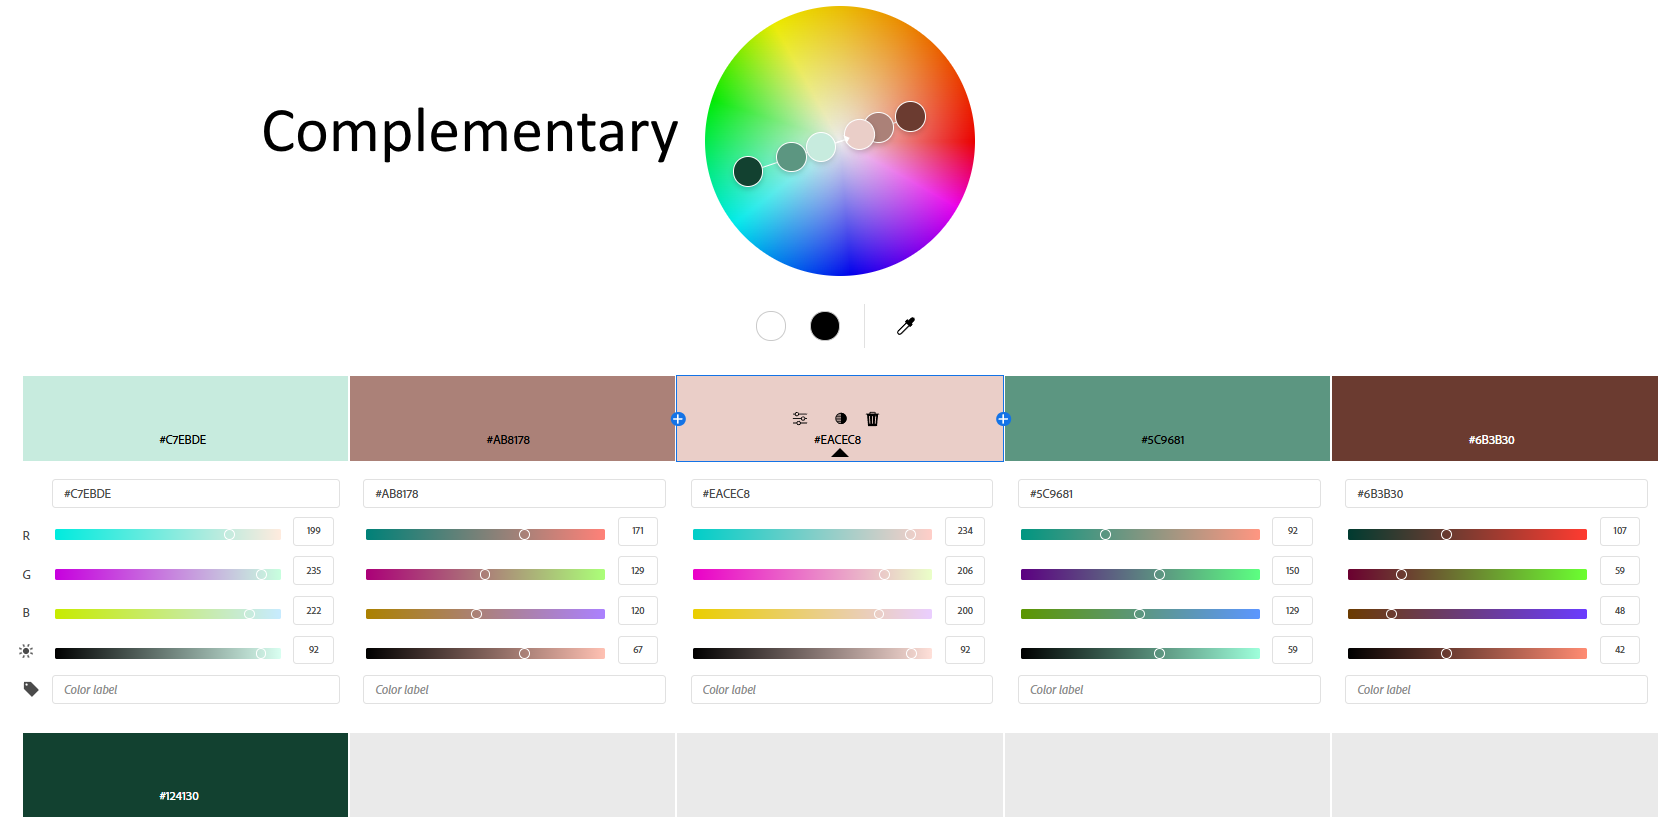 Complementary
#C7EBDE
#AB8178
#EACEC8
#5C9681
#6B3B30
#C7EBDE
#AB8178
#EACEC8
#5C9681
#6B3B30
R 199 171 234 92 107
G 235 129 206 150 59
B 222 120 200 129 48
92 67 92 59 42
Color label
Color label
Color label
Color label
Color label
#124130